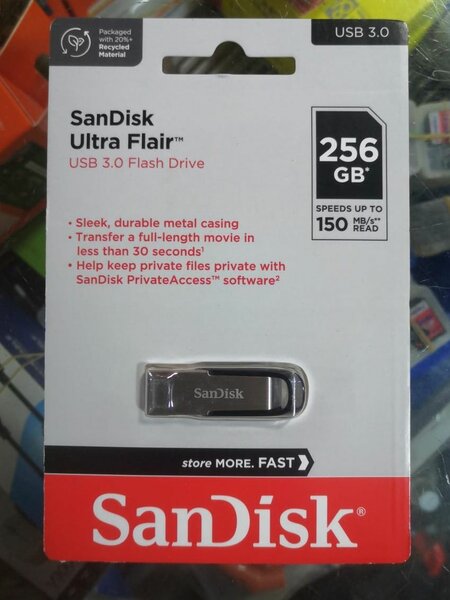 Packaged
with 20%+
Recycled
Material
USB 3.0
SanDisk
Ultra Flair™
USB 3.0 Flash Drive
256
GB*
SPEEDS UP TO
150 MB/s** READ
• Sleek, durable metal casing
• Transfer a full-length movie in
less than 30 seconds¹
• Help keep private files private with
SanDisk PrivateAccess™ software²
SanDisk
store MORE. FAST
SanDisk®